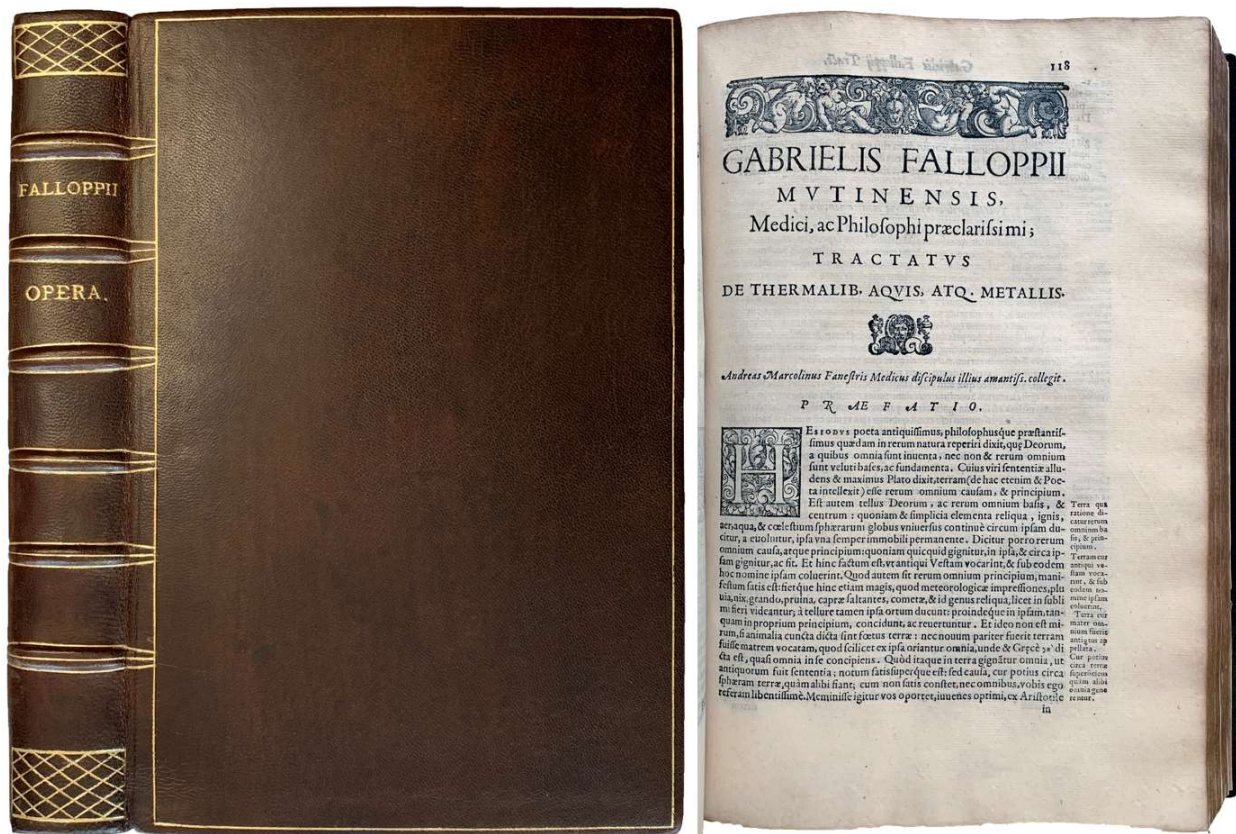 FALLOPPII
OPERA.
118
GABRIELIS FALLOPPII
MVTINENSIS,
Medici, ac Philoſophi præclariſsimi;
TRACTATVS
DE THERMALIB. AQVIS, ATQ. METALLIS.
Andreas Marcolinus Faneſtris Medicus diſcipulus illius amantiſs. collegit.
PRÆFATIO.
HESIODVS poeta antiquiſſimus, philoſophusque præſtantiſ-
ſimus quædam in rerum natura reperiri dixit, quę Deorum,
a quibus omnia ſunt inuenta, nec non & rerum omnium
ſunt veluti baſes, ac fundamenta. Cuius viri ſententiæ allu-
dens & maximus Plato dixit, terram (de hac etenim & Poe-
ta intellexit) eſſe rerum omnium cauſam, & principium.
Eſt autem tellus Deorum, ac rerum omnium baſis, &
centrum: quoniam & ſimplicia elementa reliqua, ignis,
aer, aqua, & cœleſtium ſphærarum globus vniuerſus continuè circum ipſam du-
citur, a euoluitur, ipſa vna ſemper immobili permanente. Dicitur porro rerum
omnium cauſa, atque principium: quoniam quicquid gignitur, in ipſa, & circa ip-
ſam gignitur, ac fit. Et hinc factum eſt, vt antiqui Veſtam vocarint, & ſub eodem
hoc nomine ipſam coluerint. Quod autem ſit rerum omnium principium, mani-
feſtum ſatis eſt: fietque hinc etiam magis, quod meteorologicæ impreſſiones, plu
uia, nix, grando, pruina, capræ ſaltantes, cometæ, & id genus reliqua, licet in ſubli
mi fieri videantur; à tellure tamen ipſa ortum ducunt: proindeque in ipſam, tan-
quam in proprium principium, concidunt, ac reuertuntur. Et ideo non eſt mi-
rum, ſi animalia cuncta dicta ſint fœtus terræ: nec nouum pariter fuerit terram
fuiſſe matrem vocatam, quod ſcilicet ex ipſa oriantur omnia, unde & Gręcè di
cta eſt, quaſi omnia in ſe concipiens. Quòd itaque in terra gignãtur omnia, ut
antiquorum fuit ſententia; notum ſatis ſuperque eſt: ſed cauſa, cur potius circa
ſphæram terræ, quàm alibi fiant; cum non ſatis conſtet, nec omnibus, vobis ego
referam libentiſſimè. Meminiſſe igitur vos oportet, iuuenes optimi, ex Ariſtotile
in
Terra qua
ratione di-
catur rerum
omnium ba
ſis, & prin-
cipium.
Terram cur
antiqui ve-
ſtam voca-
rint, & ſub
eodem no-
mine ipſam
coluerint.
Terra cur
mater om-
nium fuerit
antiquis ap
pellata.
Cur potius
circa terræ
ſuperficiem
quàm alibi
omnia gene
rentur.